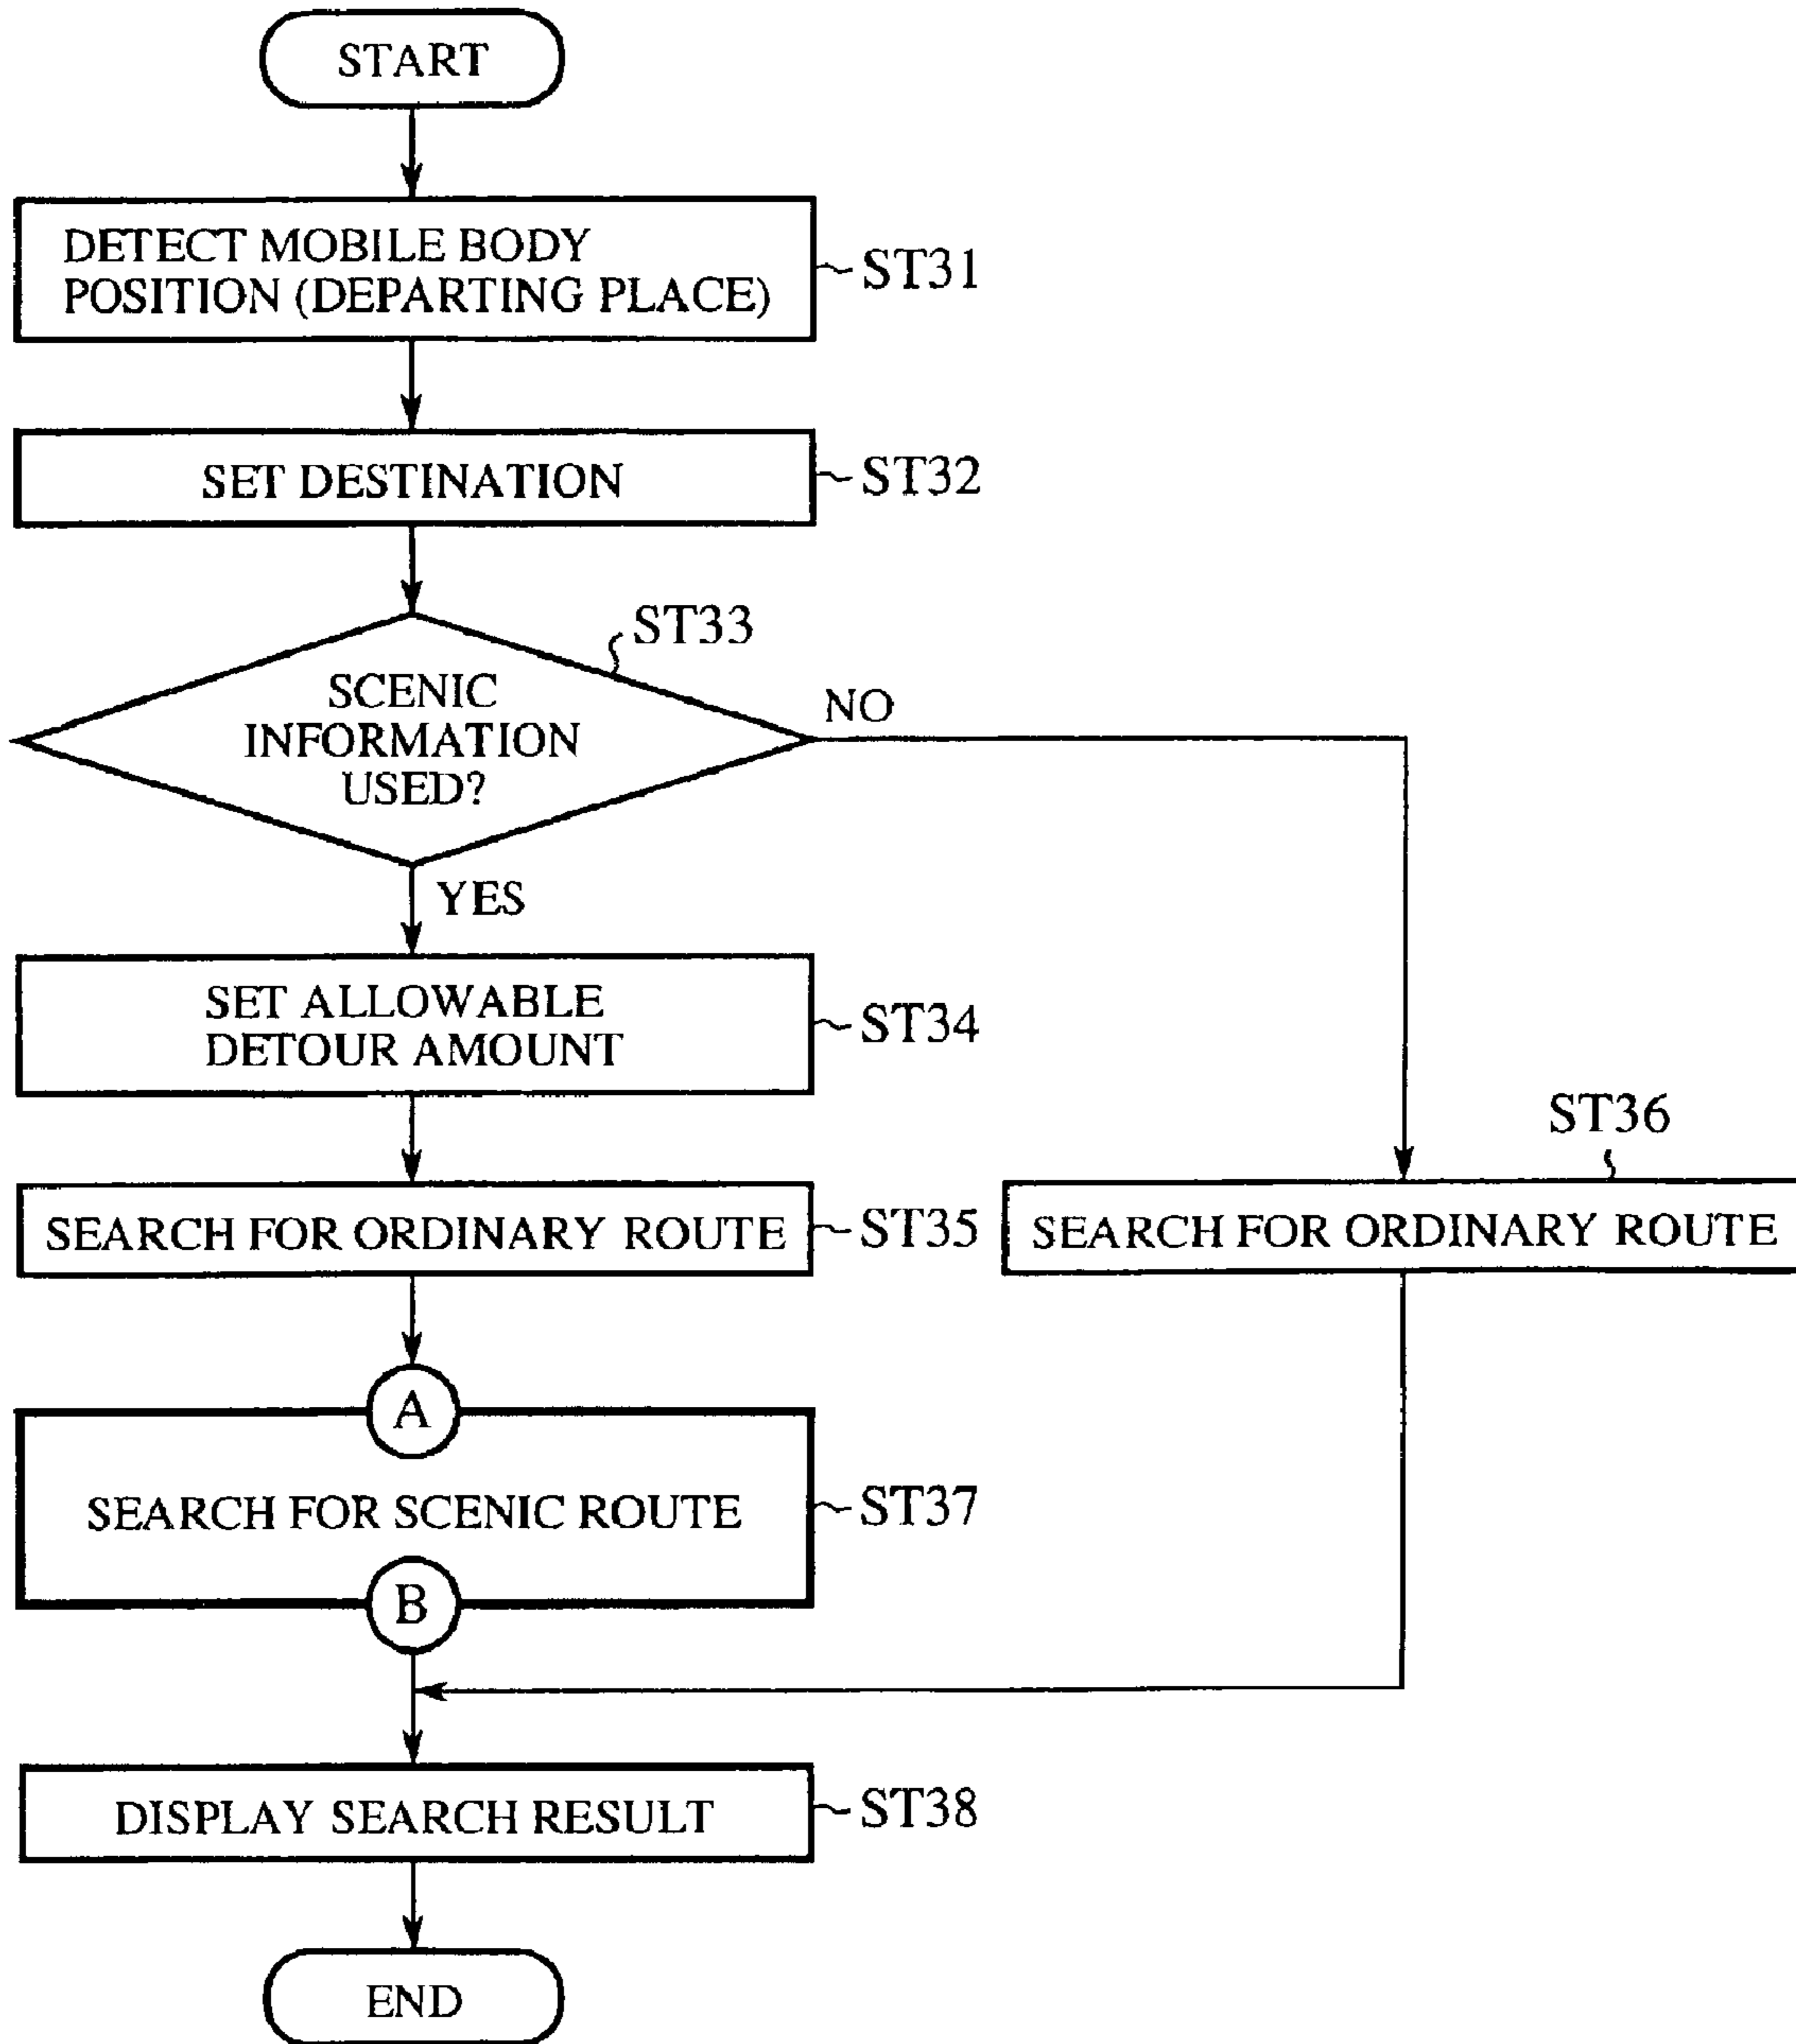 START
DETECT MOBILE BODY
POSITION (DEPARTING PLACE)
ST31
SET DESTINATION
ST32
ST33
SCENIC
INFORMATION
USED?
NO
YES
SET ALLOWABLE
DETOUR AMOUNT
ST34
ST36
SEARCH FOR ORDINARY ROUTE
ST35
SEARCH FOR ORDINARY ROUTE
A
SEARCH FOR SCENIC ROUTE
ST37
B
DISPLAY SEARCH RESULT
ST38
END